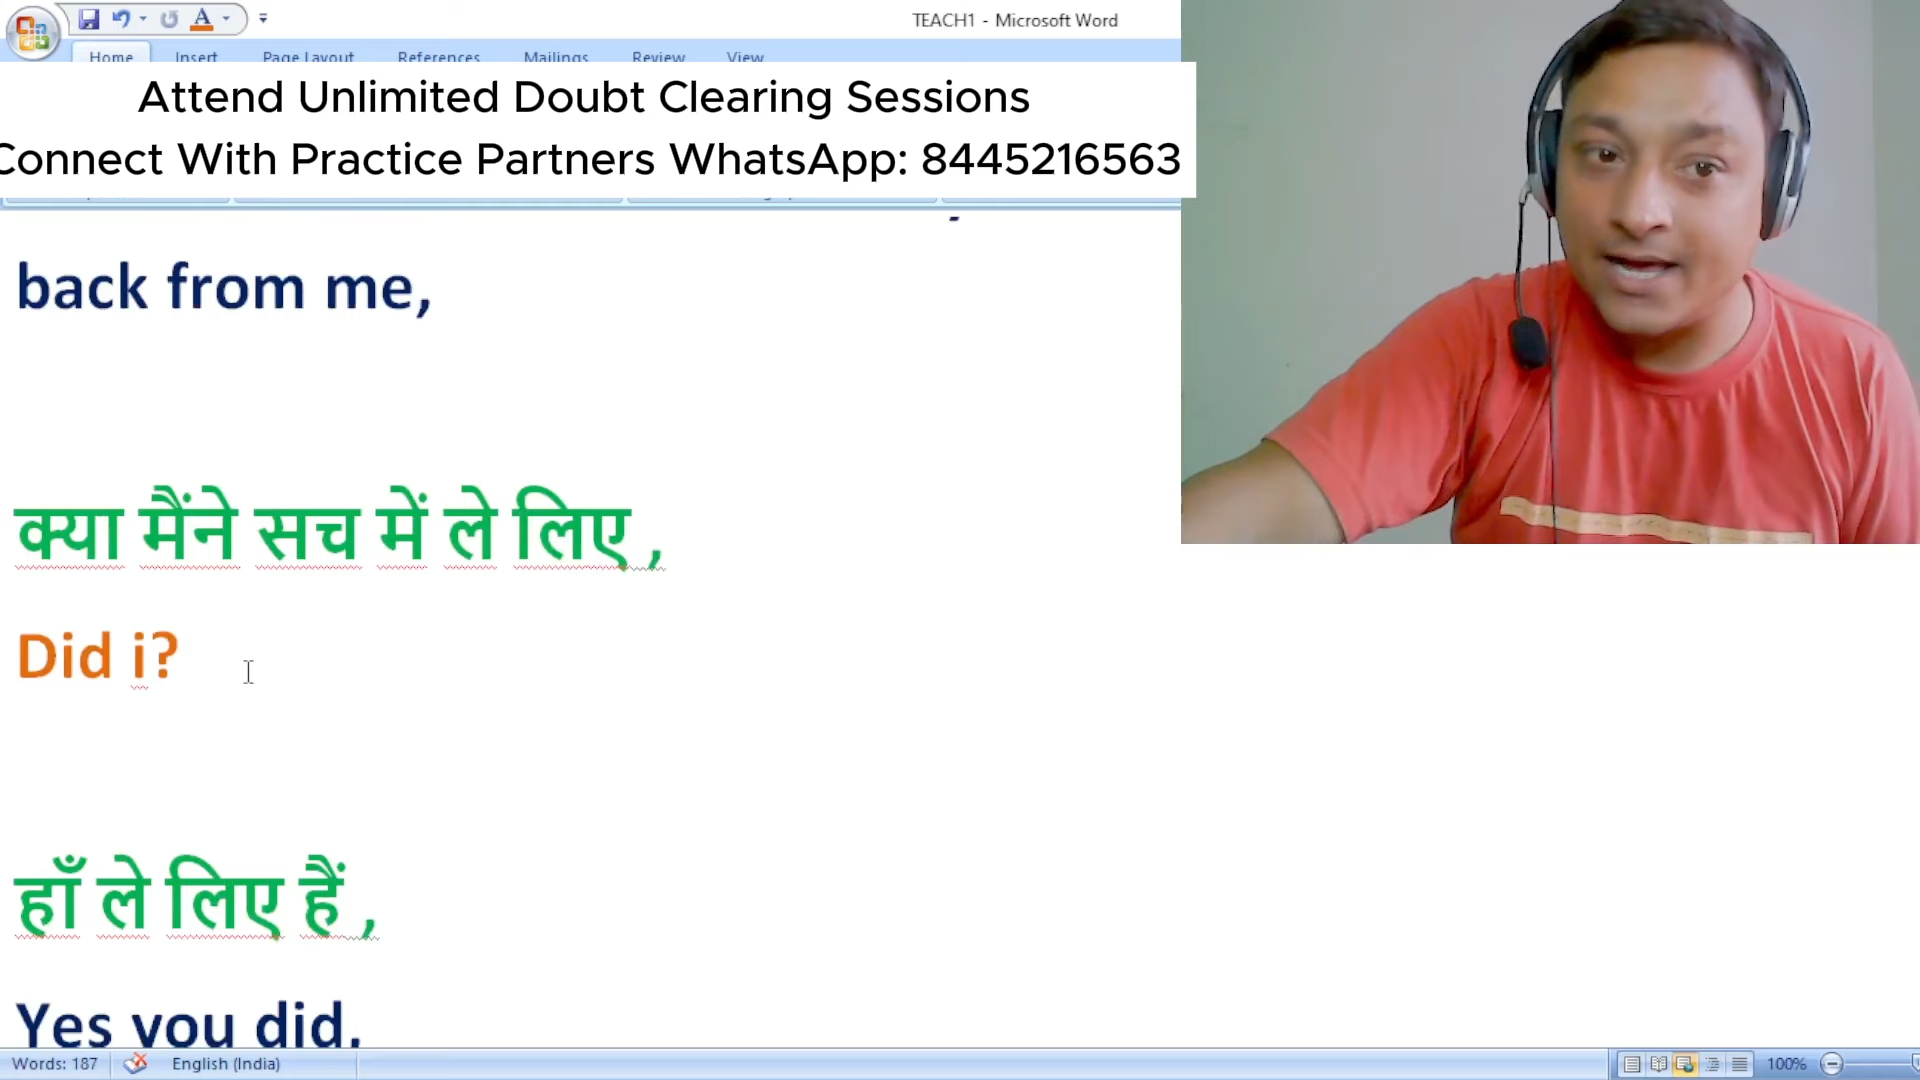 TEACH1 - Microsoft Word
Home Insert Page Layout References Mailings Review View
Attend Unlimited Doubt Clearing Sessions
Connect With Practice Partners WhatsApp: 8445216563
back from me,
क्या मैंने सच में ले लिए ,
Did i?
हाँ ले लिए हैं ,
Yes you did.
Words: 187 English (India) 100%